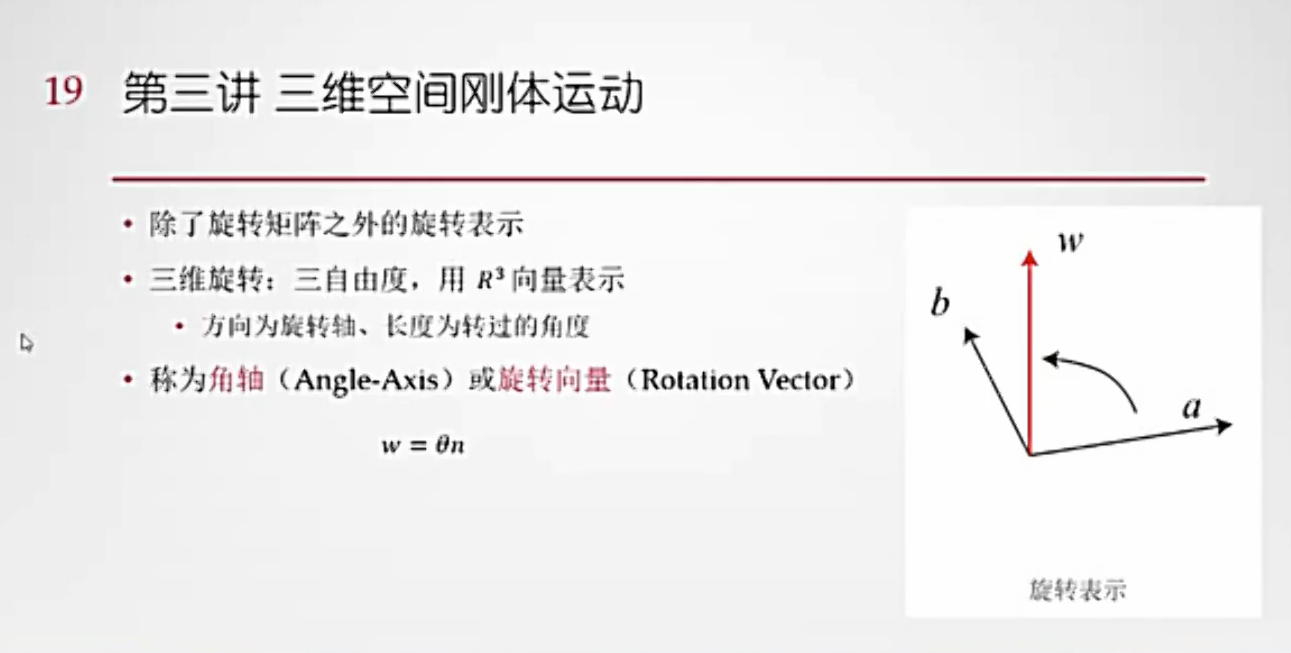 19 第三讲 三维空间刚体运动
• 除了旋转矩阵之外的旋转表示
• 三维旋转：三自由度，用 R³ 向量表示
• 方向为旋转轴、长度为转过的角度
• 称为角轴（Angle-Axis）或旋转向量（Rotation Vector）
w = θn
w
b
a
旋转表示